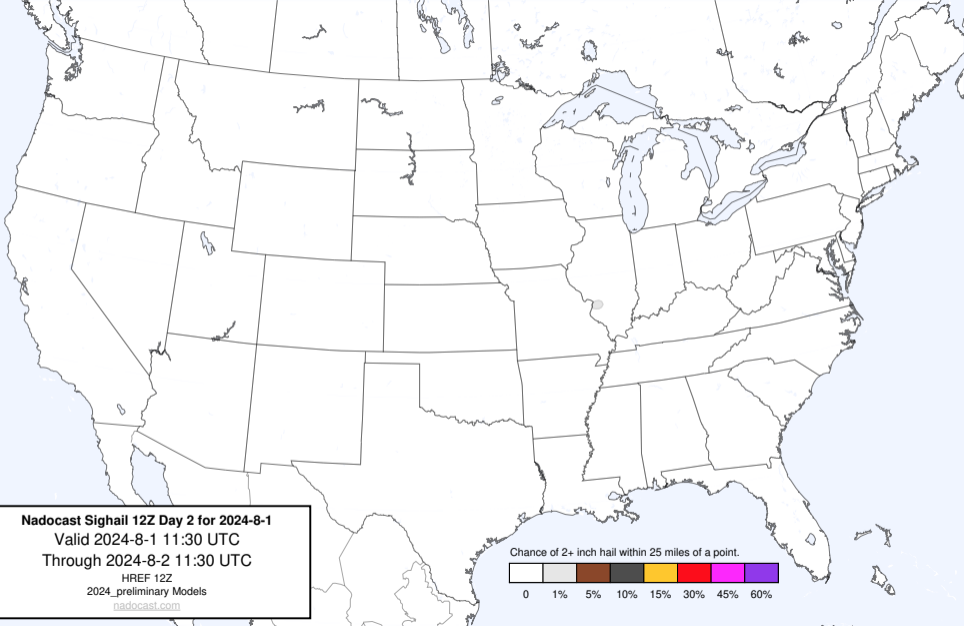 Nadocast Sighail 12Z Day 2 for 2024-8-1
Valid 2024-8-1 11:30 UTC
Through 2024-8-2 11:30 UTC
HREF 12Z
2024_preliminary Models
nadocast.com
Chance of 2+ inch hail within 25 miles of a point.
0 1% 5% 10% 15% 30% 45% 60%